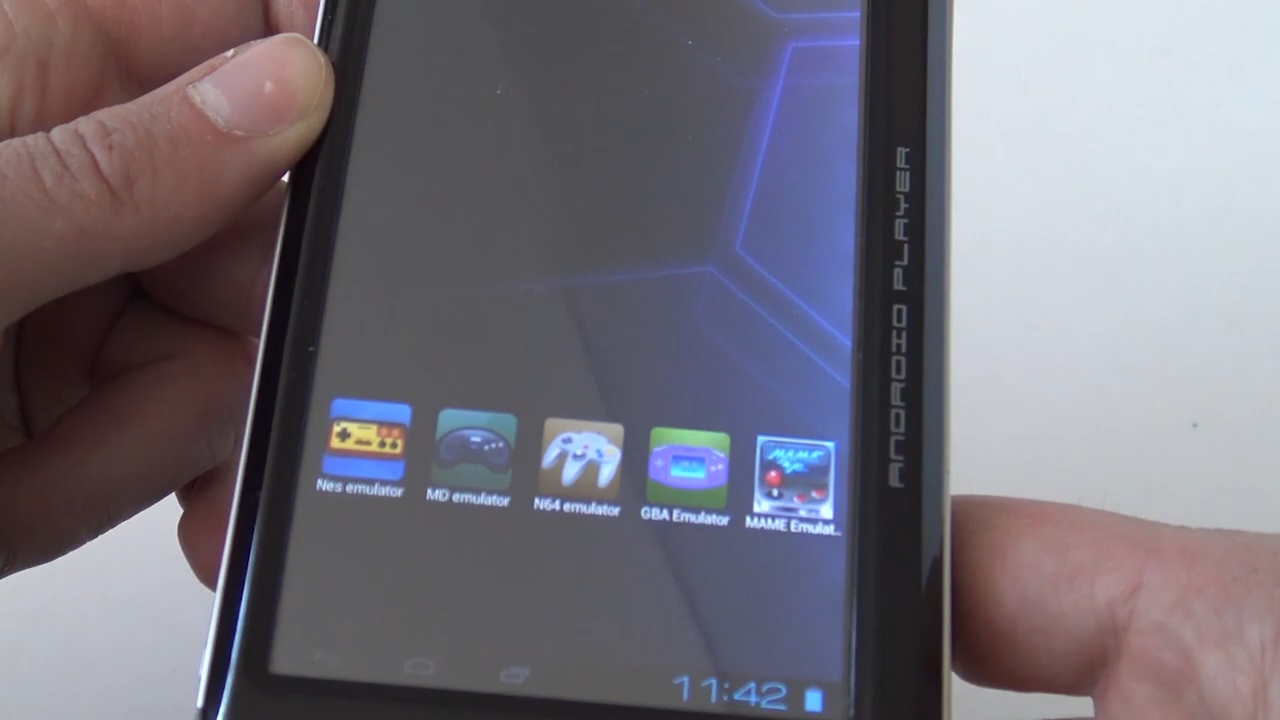 ANDROID PLAYER
Nes emulator
MD emulator
N64 emulator
GBA Emulator
MAME Emulat..
11:42